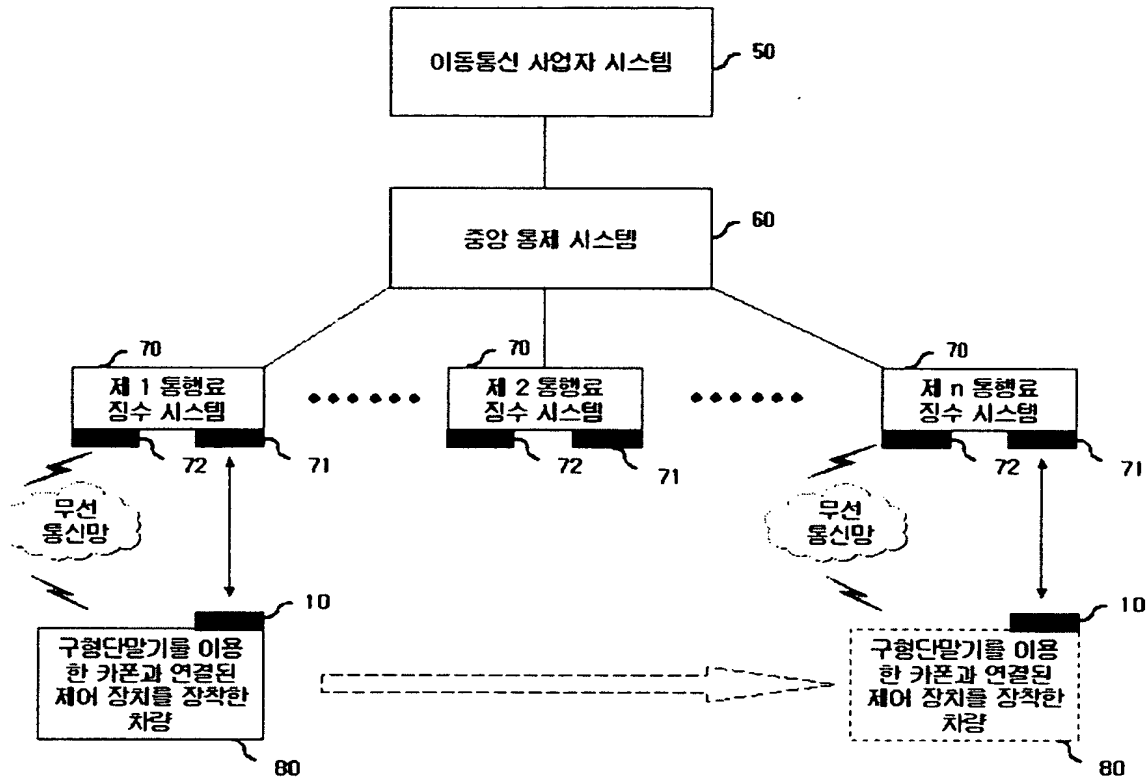 이동통신 사업자 시스템
50
중앙 통제 시스템
60
70
제 1 통행료
징수 시스템
72
71
70
제 2 통행료
징수 시스템
72
71
70
제 n 통행료
징수 시스템
72
71
무선
통신망
무선
통신망
10
구형단말기를 이용
한 카폰과 연결된
제어 장치를 장착한
차량
80
10
구형단말기를 이용
한 카폰과 연결된
제어 장치를 장착한
차량
80